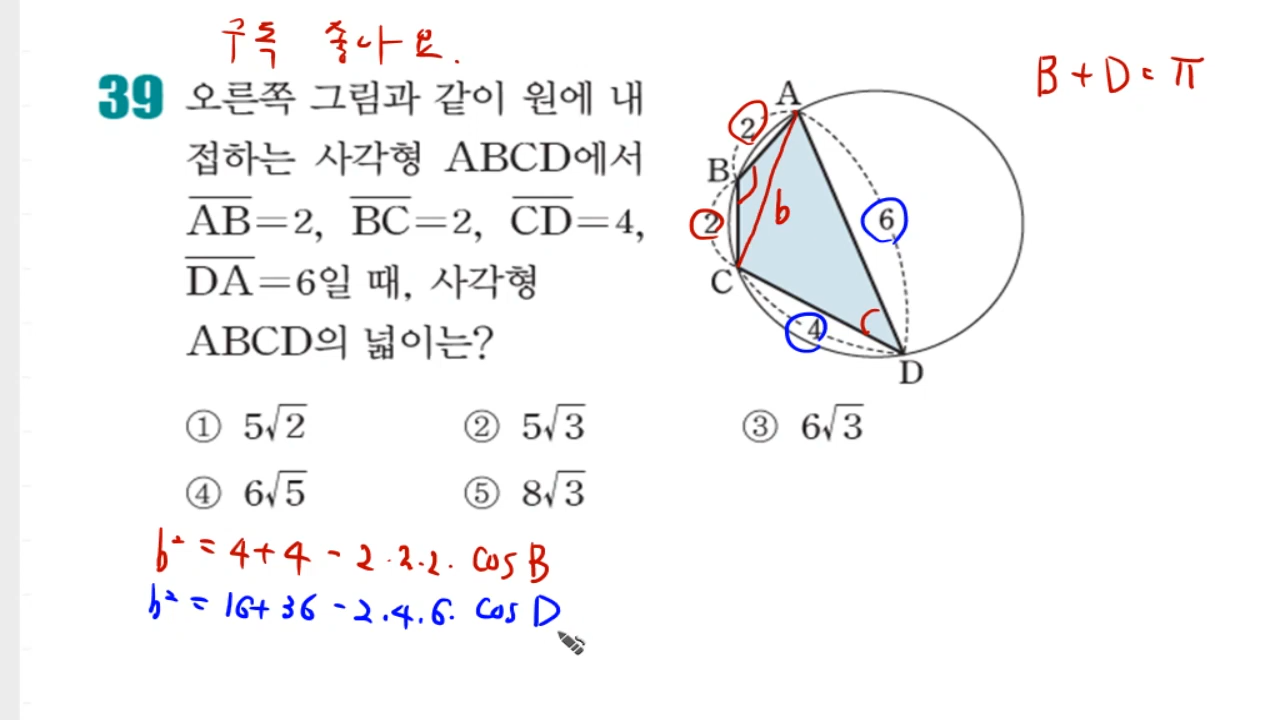 구독 좋아요.
B + D = π
39 오른쪽 그림과 같이 원에 내
접하는 사각형 ABCD에서
AB=2, BC=2, CD=4,
DA=6일 때, 사각형
ABCD의 넓이는?
A
2
B
b
6
2
C
4
D
① 5√2 ② 5√3 ③ 6√3
④ 6√5 ⑤ 8√3
b² = 4+4 - 2·2·2· cos B
b² = 16+36 - 2·4·6· cos D